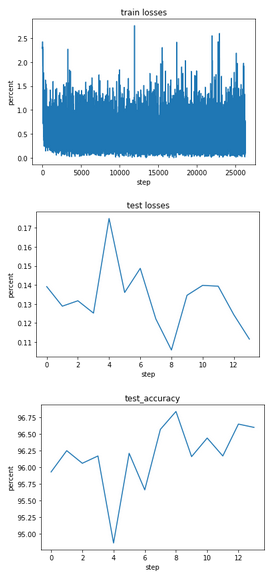 train losses
2.5
2.0
1.5
1.0
0.5
0.0
percent
0 5000 10000 15000 20000 25000
step
test losses
0.17
0.16
0.15
0.14
0.13
0.12
0.11
percent
0 2 4 6 8 10 12
step
test_accuracy
96.75
96.50
96.25
96.00
95.75
95.50
95.25
95.00
percent
0 2 4 6 8 10 12
step